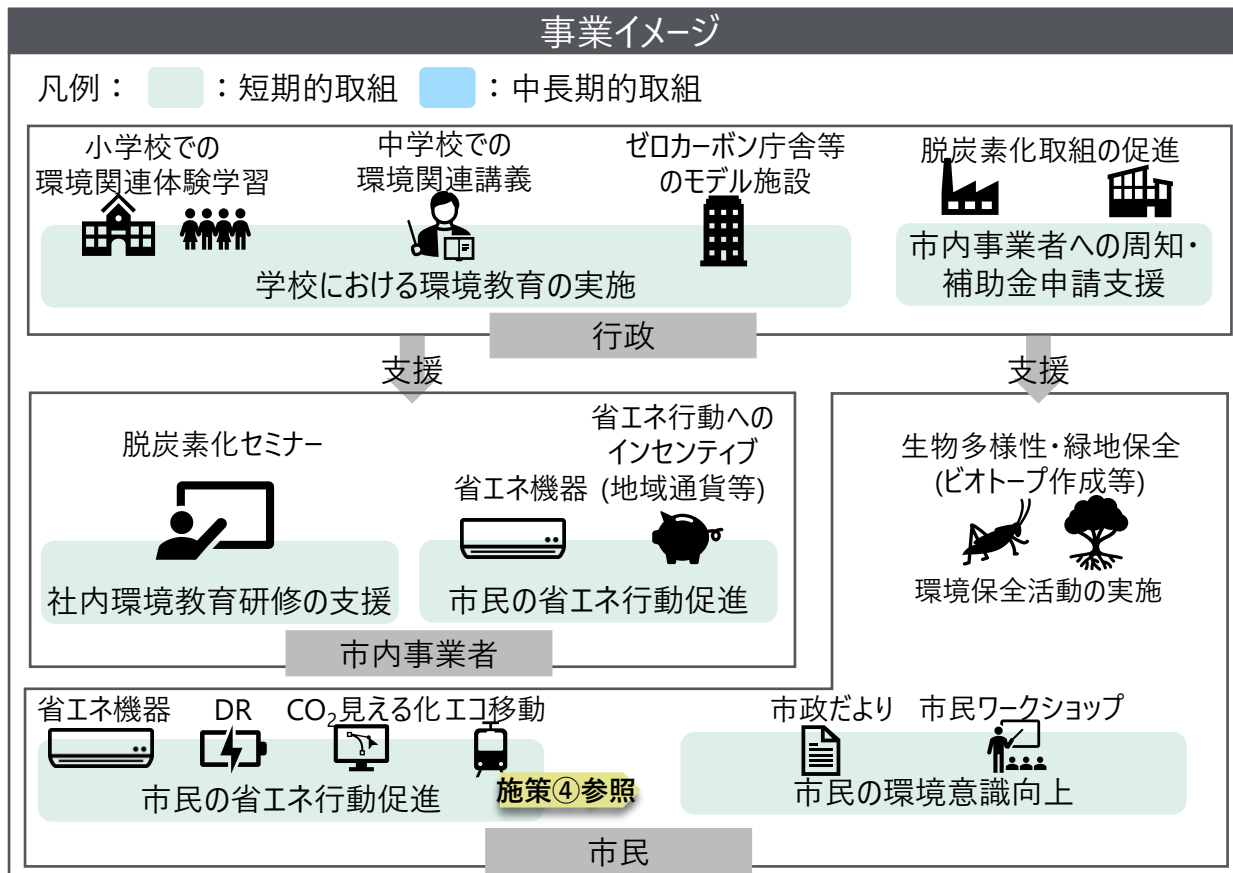 事業イメージ
凡例： ：短期的取組 ：中長期的取組
小学校での
環境関連体験学習
中学校での
環境関連講義
ゼロカーボン庁舎等
のモデル施設
学校における環境教育の実施
脱炭素化取組の促進
市内事業者への周知・
補助金申請支援
行政
支援
支援
脱炭素化セミナー
社内環境教育研修の支援
省エネ行動への
インセンティブ
(地域通貨等)
省エネ機器
市民の省エネ行動促進
市内事業者
生物多様性・緑地保全
(ビオトープ作成等)
環境保全活動の実施
省エネ機器
DR
CO₂見える化
エコ移動
市民の省エネ行動促進
施策④参照
市政だより
市民ワークショップ
市民の環境意識向上
市民